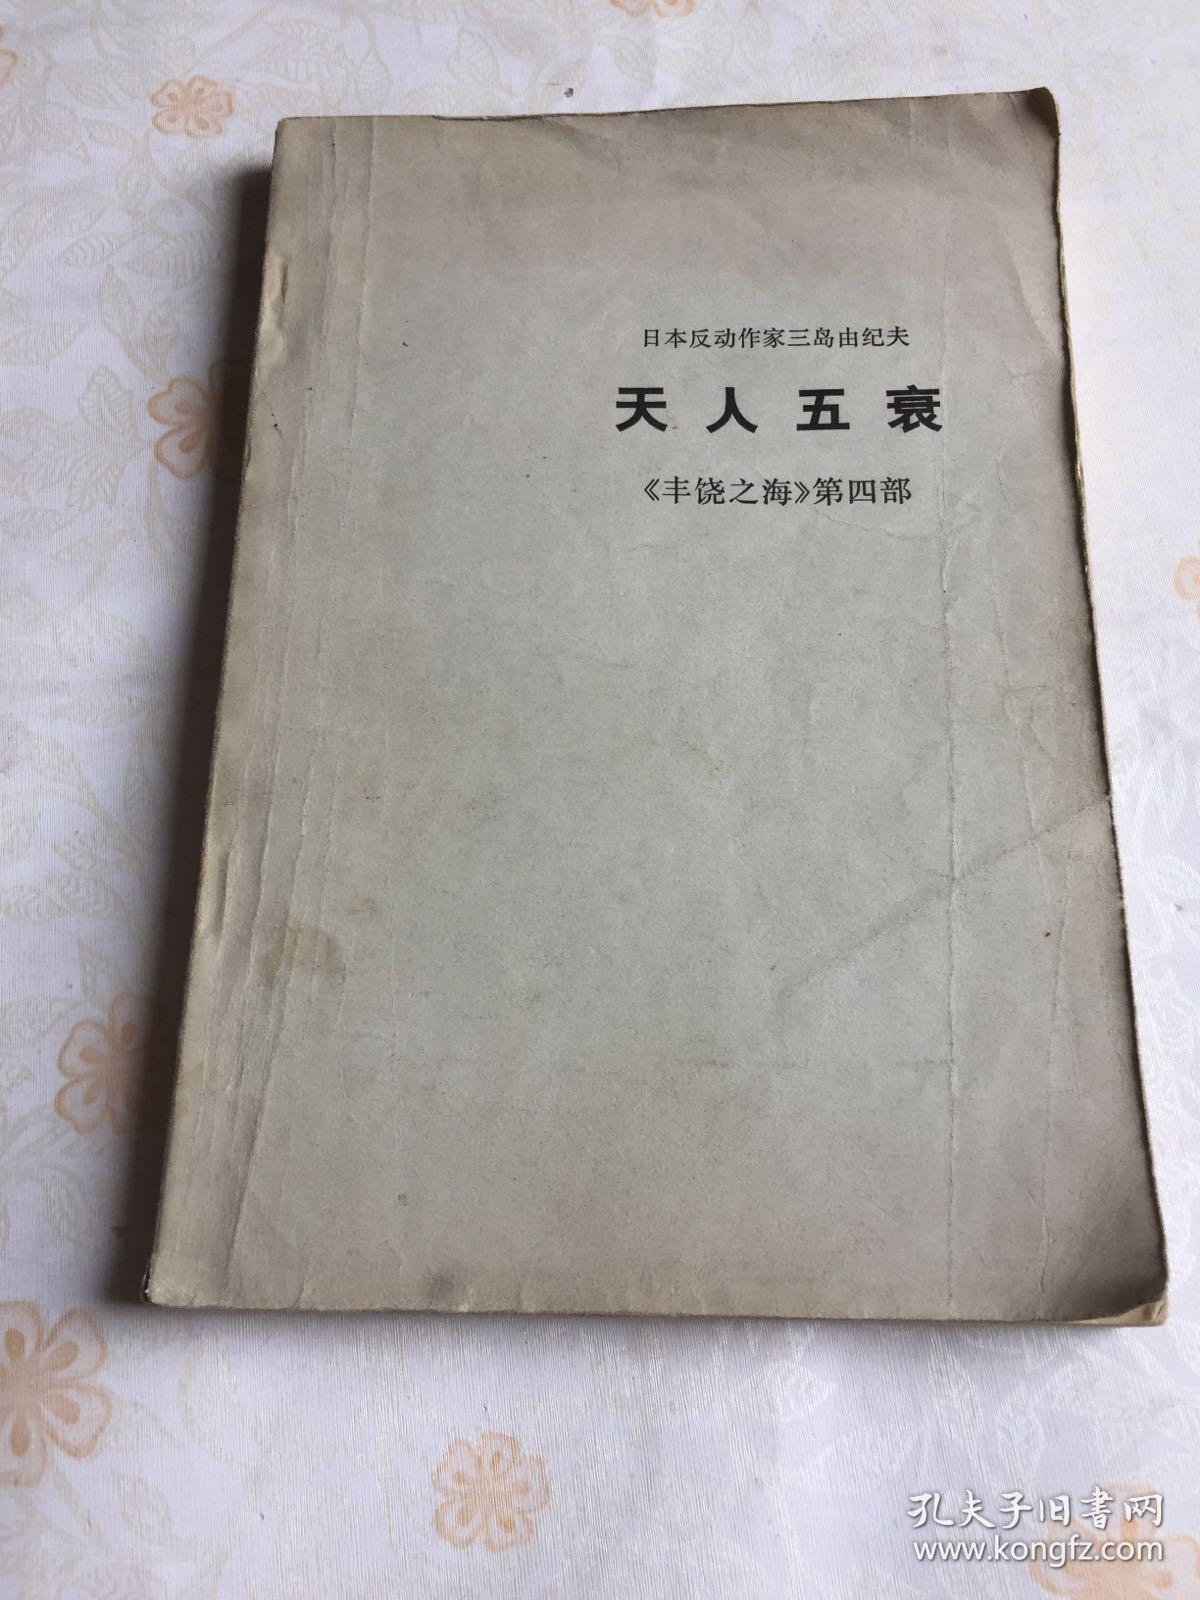 日本反动作家三岛由纪夫
天人五衰
《丰饶之海》第四部
孔夫子旧書网
www.kongfz.com